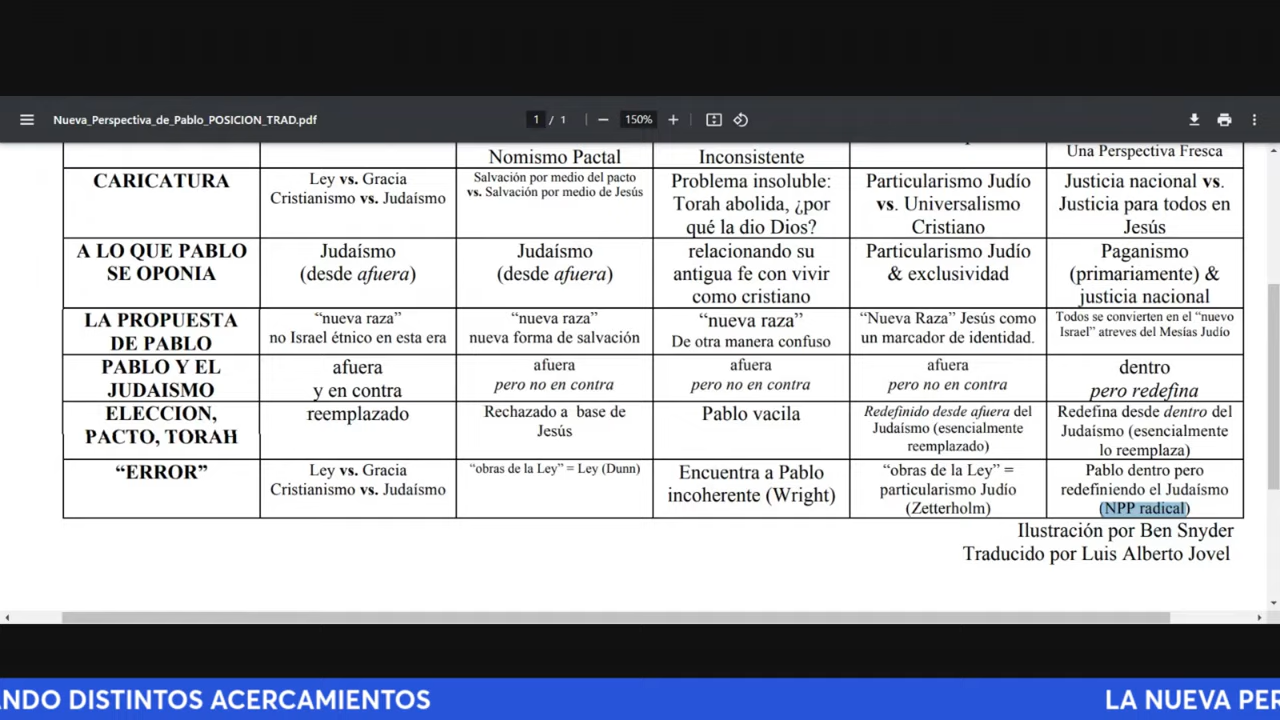 Nueva_Perspectiva_de_Pablo_POSICION_TRAD.pdf
1 / 1
150%
Nomismo Pactal
Inconsistente
Una Perspectiva Fresca
CARICATURA
Ley vs. Gracia
Cristianismo vs. Judaísmo
Salvación por medio del pacto
vs. Salvación por medio de Jesús
Problema insoluble:
Torah abolida, ¿por
qué la dio Dios?
Particularismo Judío
vs. Universalismo
Cristiano
Justicia nacional vs.
Justicia para todos en
Jesús
A LO QUE PABLO
SE OPONIA
Judaísmo
(desde afuera)
Judaísmo
(desde afuera)
relacionando su
antigua fe con vivir
como cristiano
Particularismo Judío
& exclusividad
Paganismo
(primariamente) &
justicia nacional
LA PROPUESTA
DE PABLO
“nueva raza”
no Israel étnico en esta era
“nueva raza”
nueva forma de salvación
“nueva raza”
De otra manera confuso
“Nueva Raza” Jesús como
un marcador de identidad.
Todos se convierten en el “nuevo
Israel” atreves del Mesías Judío
PABLO Y EL
JUDAISMO
afuera
y en contra
afuera
pero no en contra
afuera
pero no en contra
afuera
pero no en contra
dentro
pero redefina
ELECCION,
PACTO, TORAH
reemplazado
Rechazado a base de
Jesús
Pablo vacila
Redefinido desde afuera del
Judaísmo (esencialmente
reemplazado)
Redefina desde dentro del
Judaísmo (esencialmente
lo reemplaza)
“ERROR”
Ley vs. Gracia
Cristianismo vs. Judaísmo
“obras de la Ley” = Ley (Dunn)
Encuentra a Pablo
incoherente (Wright)
“obras de la Ley” =
particularismo Judío
(Zetterholm)
Pablo dentro pero
redefiniendo el Judaísmo
(NPP radical)
Ilustración por Ben Snyder
Traducido por Luis Alberto Jovel
ANDO DISTINTOS ACERCAMIENTOS
LA NUEVA PER